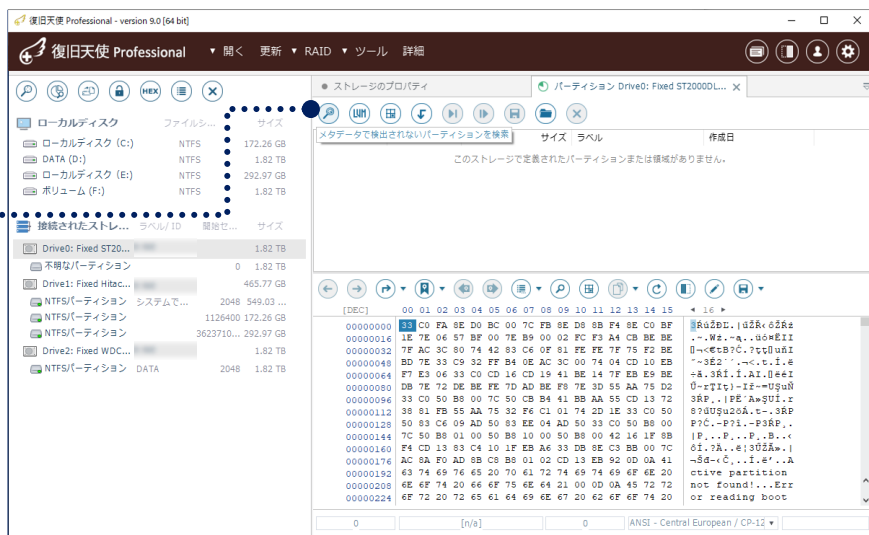 復旧天使 Professional - version 9.0 [64 bit]
復旧天使 Professional ▼ 開く 更新 ▼ RAID ▼ ツール 詳細
HEX
● ストレージのプロパティ パーティション Drive0: Fixed ST2000DL...
LVM
メタデータで検出されないパーティションを検索 サイズ ラベル 作成日
このストレージで定義されたパーティションまたは領域がありません。
ローカルディスク ファイルシ... サイズ
ローカルディスク (C:) NTFS 172.26 GB
DATA (D:) NTFS 1.82 TB
ローカルディスク (E:) NTFS 292.97 GB
ボリューム (F:) NTFS 1.82 TB
接続されたストレ... ラベル/ ID 開始セ... サイズ
Drive0: Fixed ST20... 1.82 TB
不明なパーティション 0 1.82 TB
Drive1: Fixed Hitac... 465.77 GB
NTFSパーティション システムで... 2048 549.03 ...
NTFSパーティション 1126400 172.26 GB
NTFSパーティション 3623710... 292.97 GB
Drive2: Fixed WDC... 1.82 TB
NTFSパーティション DATA 2048 1.82 TB
[DEC] 00 01 02 03 04 05 06 07 08 09 10 11 12 13 14 15 ◂ 16 ▸
00000000 33 C0 FA 8E D0 BC 00 7C FB 8E D8 8B F4 8E C0 BF
00000016 1E 7E 06 57 BF 00 7E B9 00 02 FC F3 A4 CB BE BE
00000032 7F AC 3C 80 74 42 83 C6 0F 81 FE FE 7F 75 F2 BE
00000048 BD 7E 33 C9 32 FF B4 0E AC 3C 00 74 04 CD 10 EB
00000064 F7 E3 06 33 C0 CD 16 CD 19 41 BE 14 7F EB E9 BE
00000080 DB 7E 72 DE BE FE 7D AD BE F8 7E 3D 55 AA 75 D2
00000096 33 C0 50 B8 00 7C 50 CB B4 41 BB AA 55 CD 13 72
00000112 38 81 FB 55 AA 75 32 F6 C1 01 74 2D 1E 33 C0 50
00000128 50 83 C6 09 AD 50 83 EE 04 AD 50 33 C0 50 B8 00
00000144 7C 50 B8 01 00 50 B8 10 00 50 B8 00 42 16 1F 8B
00000160 F4 CD 13 83 C4 10 1F EB A6 33 DB 8E C3 BB 00 7C
00000176 AC 8A F0 AD 8B C8 B8 01 02 CD 13 EB 92 0D 0A 41
00000192 63 74 69 76 65 20 70 61 72 74 69 74 69 6F 6E 20 ctive partition
00000208 6E 6F 74 20 66 6F 75 6E 64 21 00 0D 0A 45 72 72 not found!...Err
00000224 6F 72 20 72 65 61 64 69 6E 67 20 62 6F 6F 74 20 or reading boot
0 [n/a] 0 ANSI - Central European / CP-12